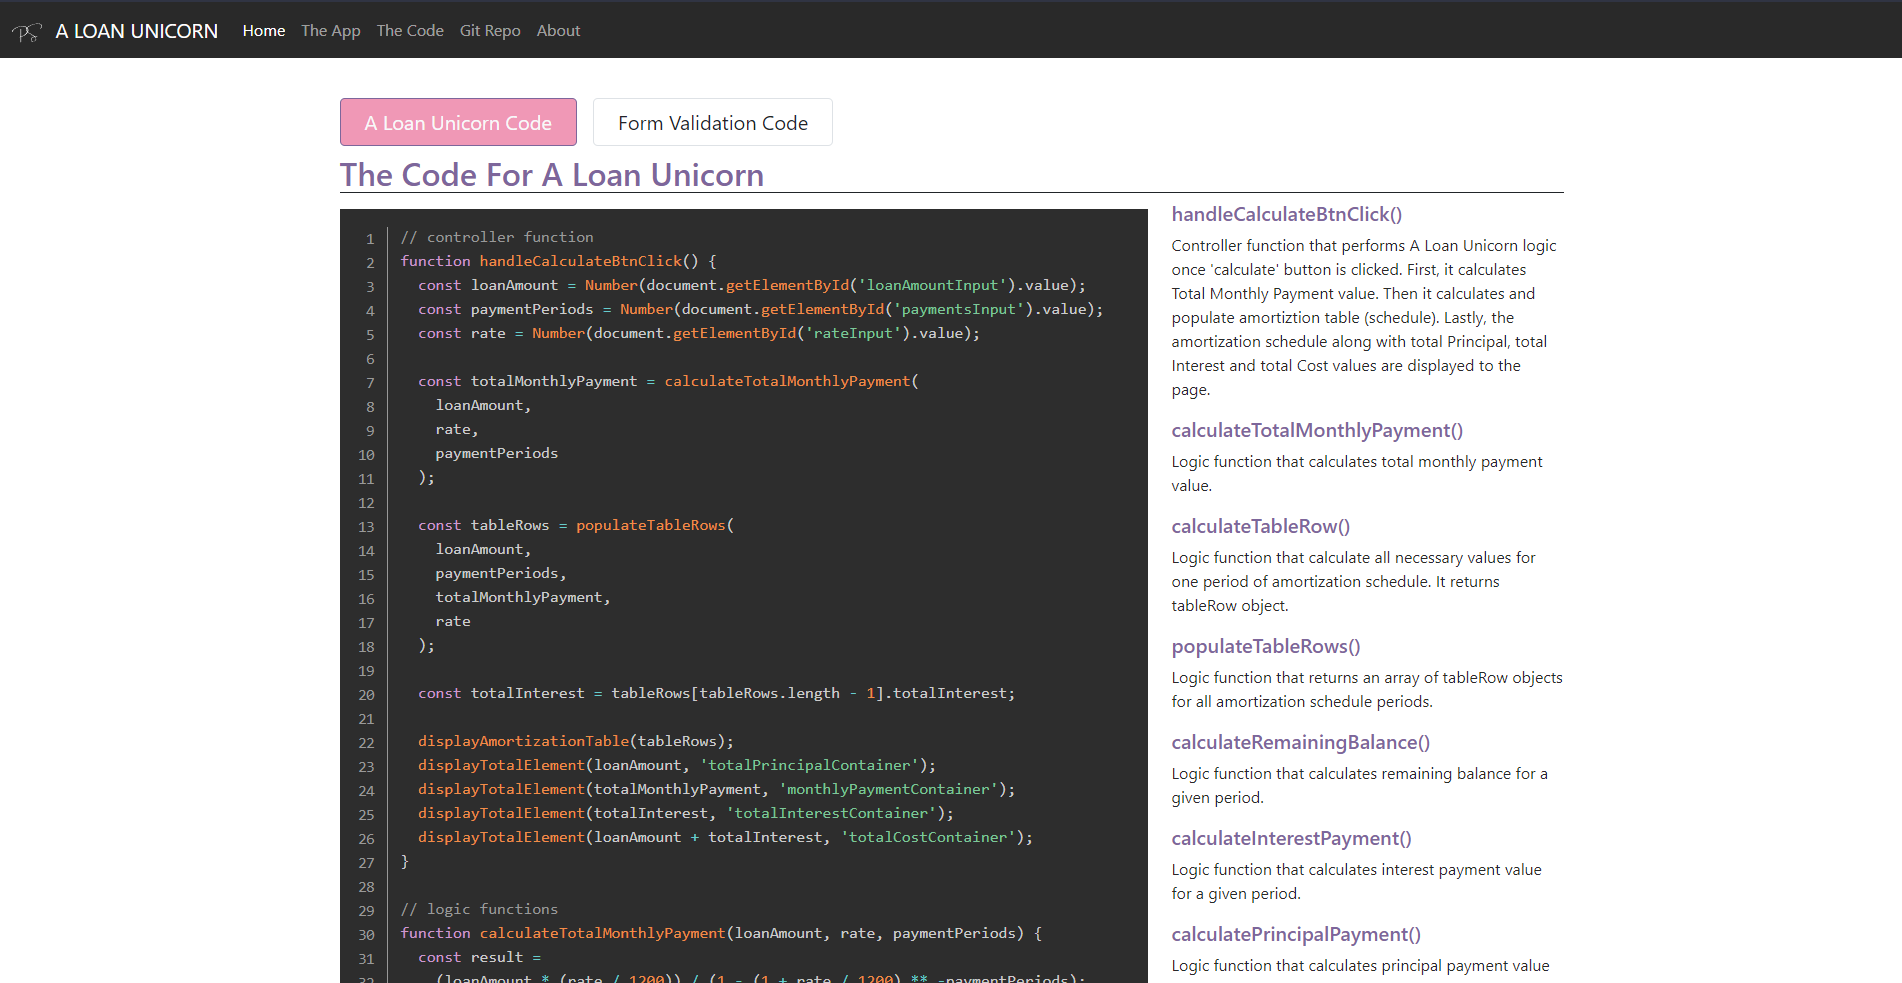 PS A LOAN UNICORN Home The App The Code Git Repo About
A Loan Unicorn Code Form Validation Code
The Code For A Loan Unicorn
1 // controller function
2 function handleCalculateBtnClick() {
3 const loanAmount = Number(document.getElementById('loanAmountInput').value);
4 const paymentPeriods = Number(document.getElementById('paymentsInput').value);
5 const rate = Number(document.getElementById('rateInput').value);
6
7 const totalMonthlyPayment = calculateTotalMonthlyPayment(
8 loanAmount,
9 rate,
10 paymentPeriods
11 );
12
13 const tableRows = populateTableRows(
14 loanAmount,
15 paymentPeriods,
16 totalMonthlyPayment,
17 rate
18 );
19
20 const totalInterest = tableRows[tableRows.length - 1].totalInterest;
21
22 displayAmortizationTable(tableRows);
23 displayTotalElement(loanAmount, 'totalPrincipalContainer');
24 displayTotalElement(totalMonthlyPayment, 'monthlyPaymentContainer');
25 displayTotalElement(totalInterest, 'totalInterestContainer');
26 displayTotalElement(loanAmount + totalInterest, 'totalCostContainer');
27 }
28
29 // logic functions
30 function calculateTotalMonthlyPayment(loanAmount, rate, paymentPeriods) {
31 const result =
32 (loanAmount * (rate / 1200)) / (1 - (1 + rate / 1200) ** -paymentPeriods);
handleCalculateBtnClick()
Controller function that performs A Loan Unicorn logic
once 'calculate' button is clicked. First, it calculates
Total Monthly Payment value. Then it calculates and
populate amortiztion table (schedule). Lastly, the
amortization schedule along with total Principal, total
Interest and total Cost values are displayed to the
page.
calculateTotalMonthlyPayment()
Logic function that calculates total monthly payment
value.
calculateTableRow()
Logic function that calculate all necessary values for
one period of amortization schedule. It returns
tableRow object.
populateTableRows()
Logic function that returns an array of tableRow objects
for all amortization schedule periods.
calculateRemainingBalance()
Logic function that calculates remaining balance for a
given period.
calculateInterestPayment()
Logic function that calculates interest payment value
for a given period.
calculatePrincipalPayment()
Logic function that calculates principal payment value